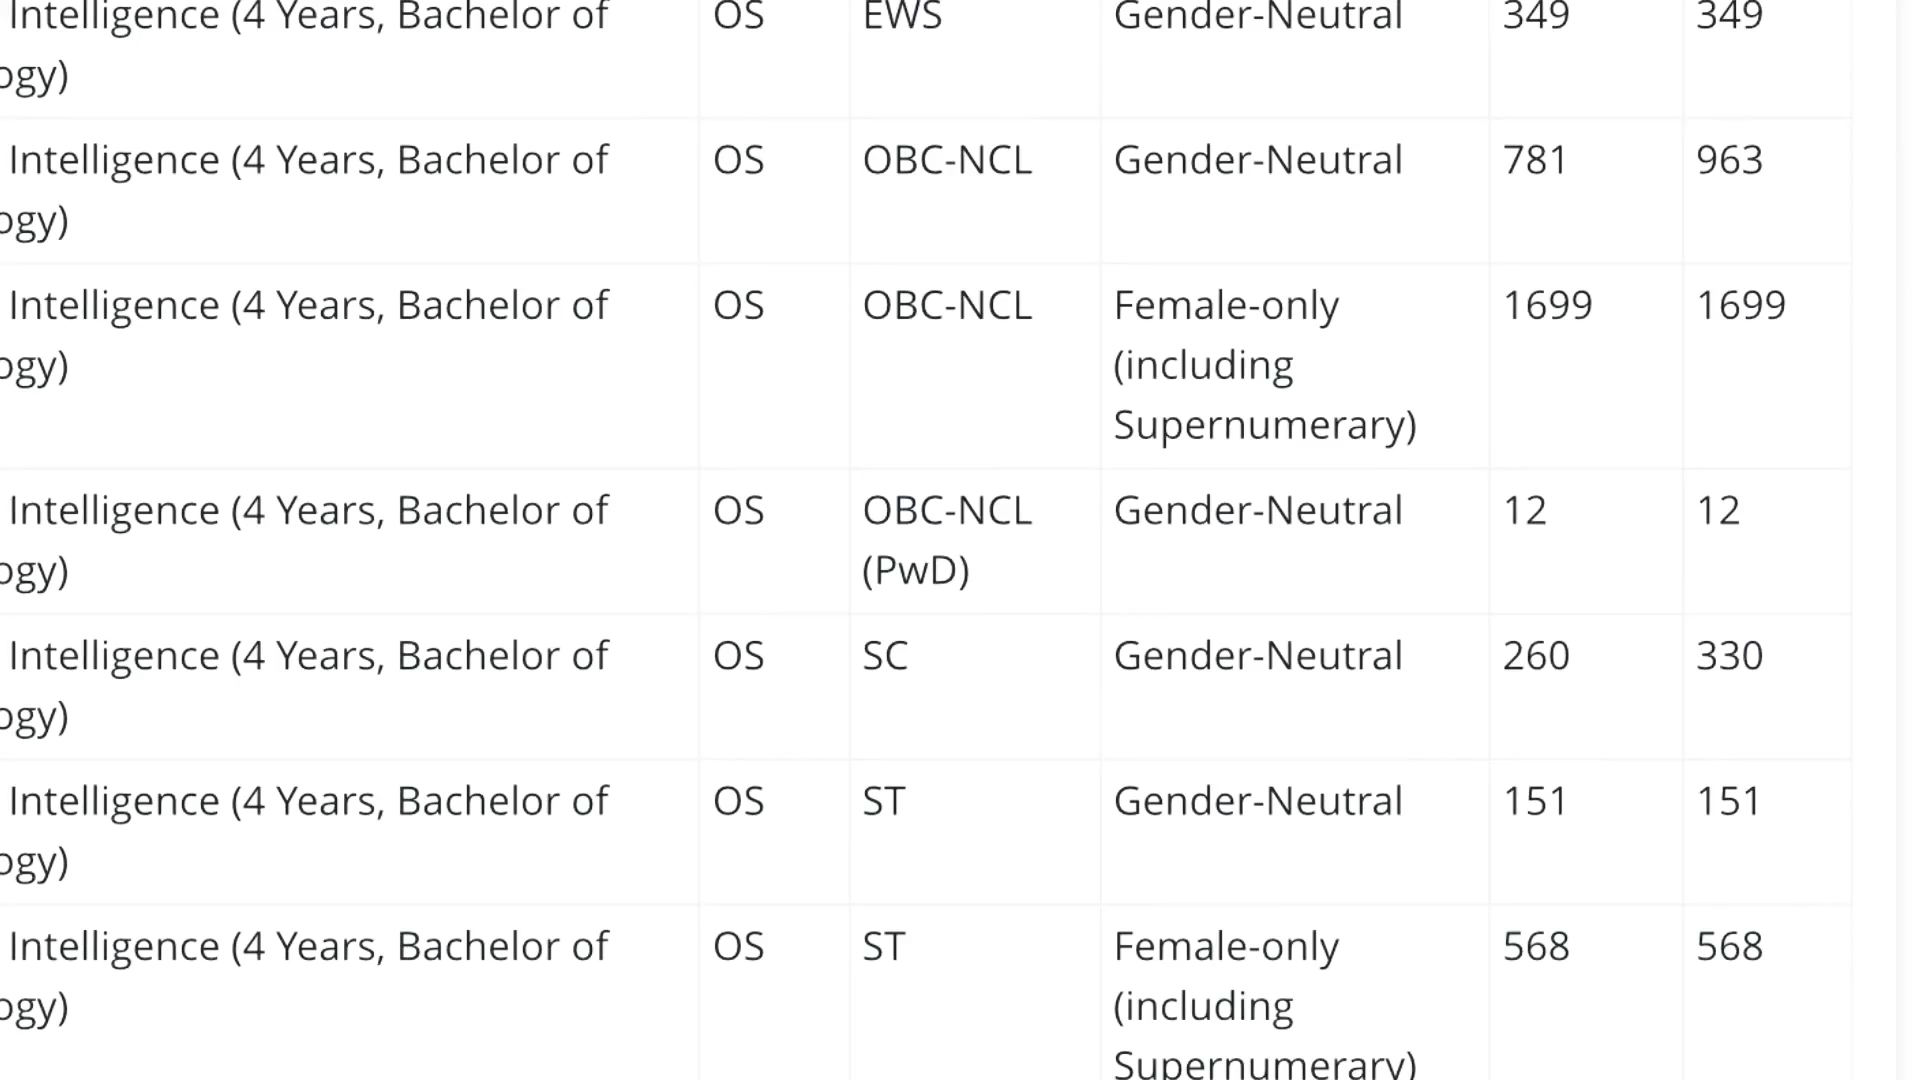 Intelligence (4 Years, Bachelor of OS EWS Gender-Neutral 349 349
ogy)
Intelligence (4 Years, Bachelor of OS OBC-NCL Gender-Neutral 781 963
ogy)
Intelligence (4 Years, Bachelor of OS OBC-NCL Female-only 1699 1699
ogy) (including
Supernumerary)
Intelligence (4 Years, Bachelor of OS OBC-NCL Gender-Neutral 12 12
ogy) (PwD)
Intelligence (4 Years, Bachelor of OS SC Gender-Neutral 260 330
ogy)
Intelligence (4 Years, Bachelor of OS ST Gender-Neutral 151 151
ogy)
Intelligence (4 Years, Bachelor of OS ST Female-only 568 568
ogy) (including
Supernumerary)